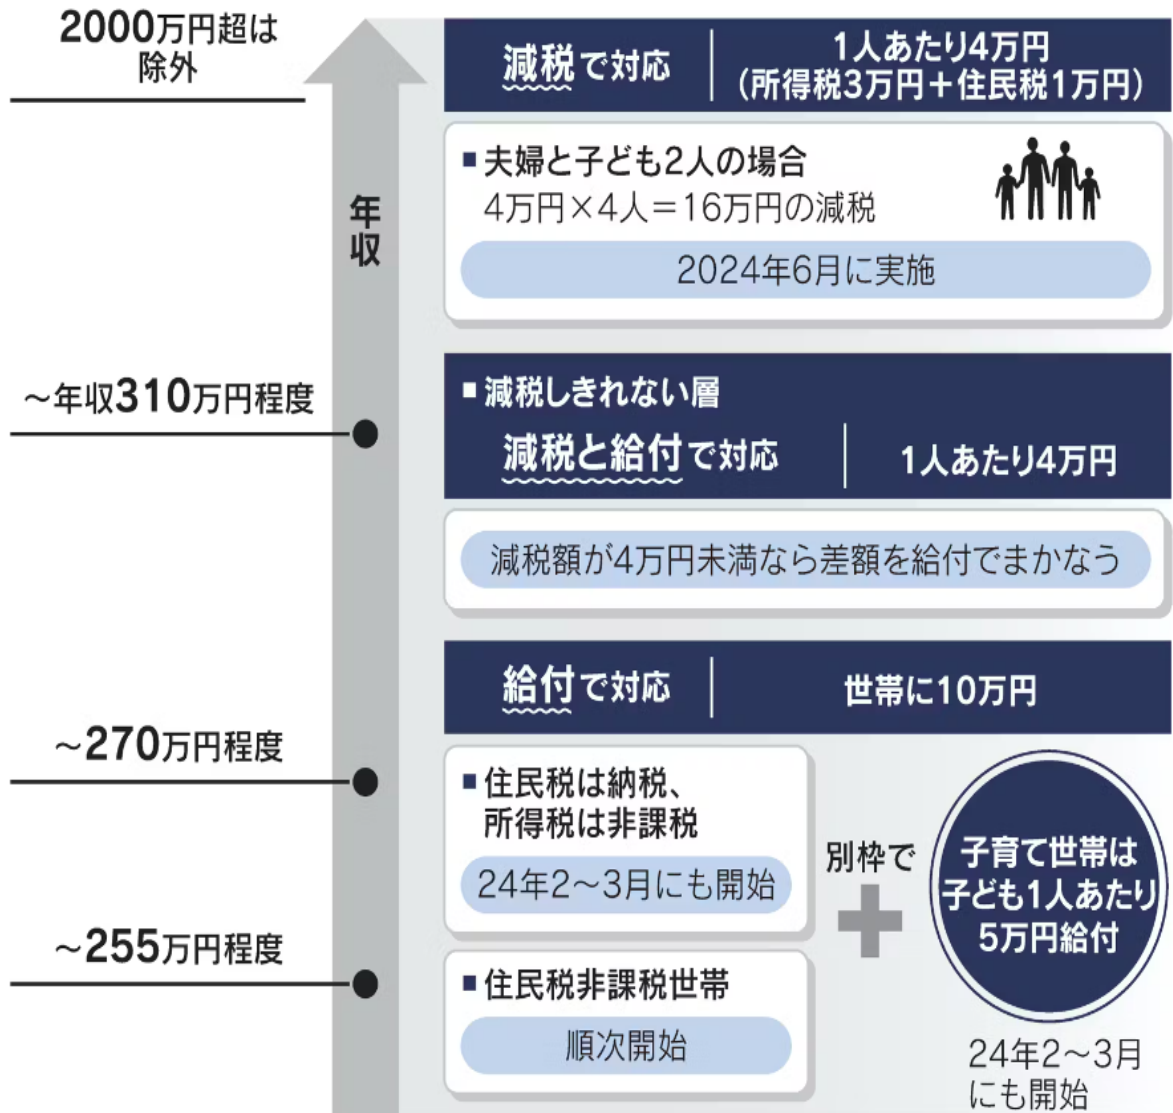 2000万円超は
除外
年収
減税で対応
1人あたり4万円
(所得税3万円+住民税1万円)
■夫婦と子ども2人の場合
4万円×4人=16万円の減税
2024年6月に実施
~年収310万円程度
■減税しきれない層
減税と給付で対応
1人あたり4万円
減税額が4万円未満なら差額を給付でまかなう
給付で対応
世帯に10万円
~270万円程度
■住民税は納税、
所得税は非課税
24年2~3月にも開始
~255万円程度
■住民税非課税世帯
順次開始
別枠で
+
子育て世帯は
子ども1人あたり
5万円給付
24年2~3月
にも開始